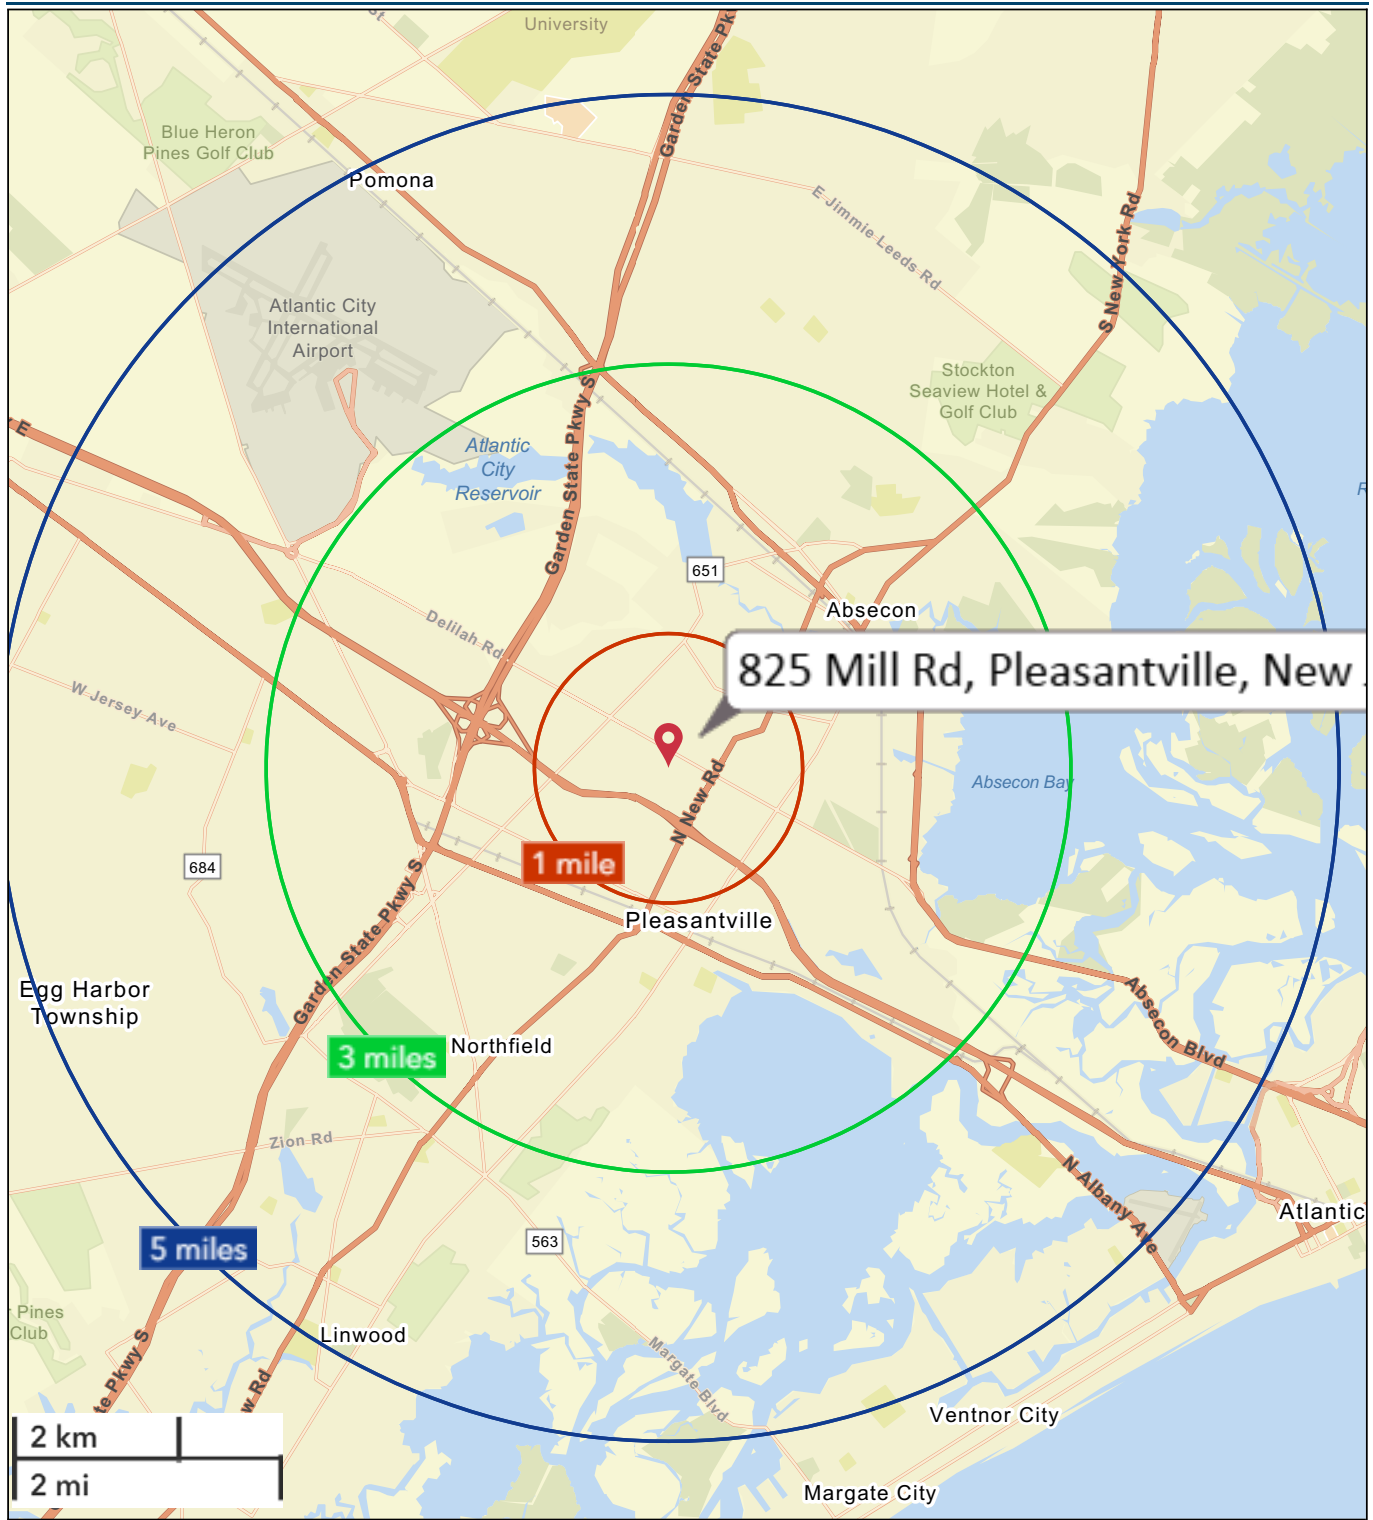 University
Garden State Pk
Blue Heron
Pines Golf Club
Pomona
E Jimmie Leeds Rd
S New York Rd
Atlantic City
International
Airport
Stockton
Seaview Hotel &
Golf Club
E
Garden State Pkwy S
Atlantic
City
Reservoir
R
651
Absecon
Delilah Rd
825 Mill Rd, Pleasantville, New
W Jersey Ave
Absecon Bay
N New Rd
1 mile
684
Pleasantville
Garden State Pkwy S
Egg Harbor
Township
Absecon Blvd
3 miles
Northfield
Zion Rd
N Albany Ave
Atlantic
5 miles
563
Pines
Club
Linwood
te Pkwy S
w Rd
Margate Blvd
Ventnor City
2 km
2 mi
Margate City